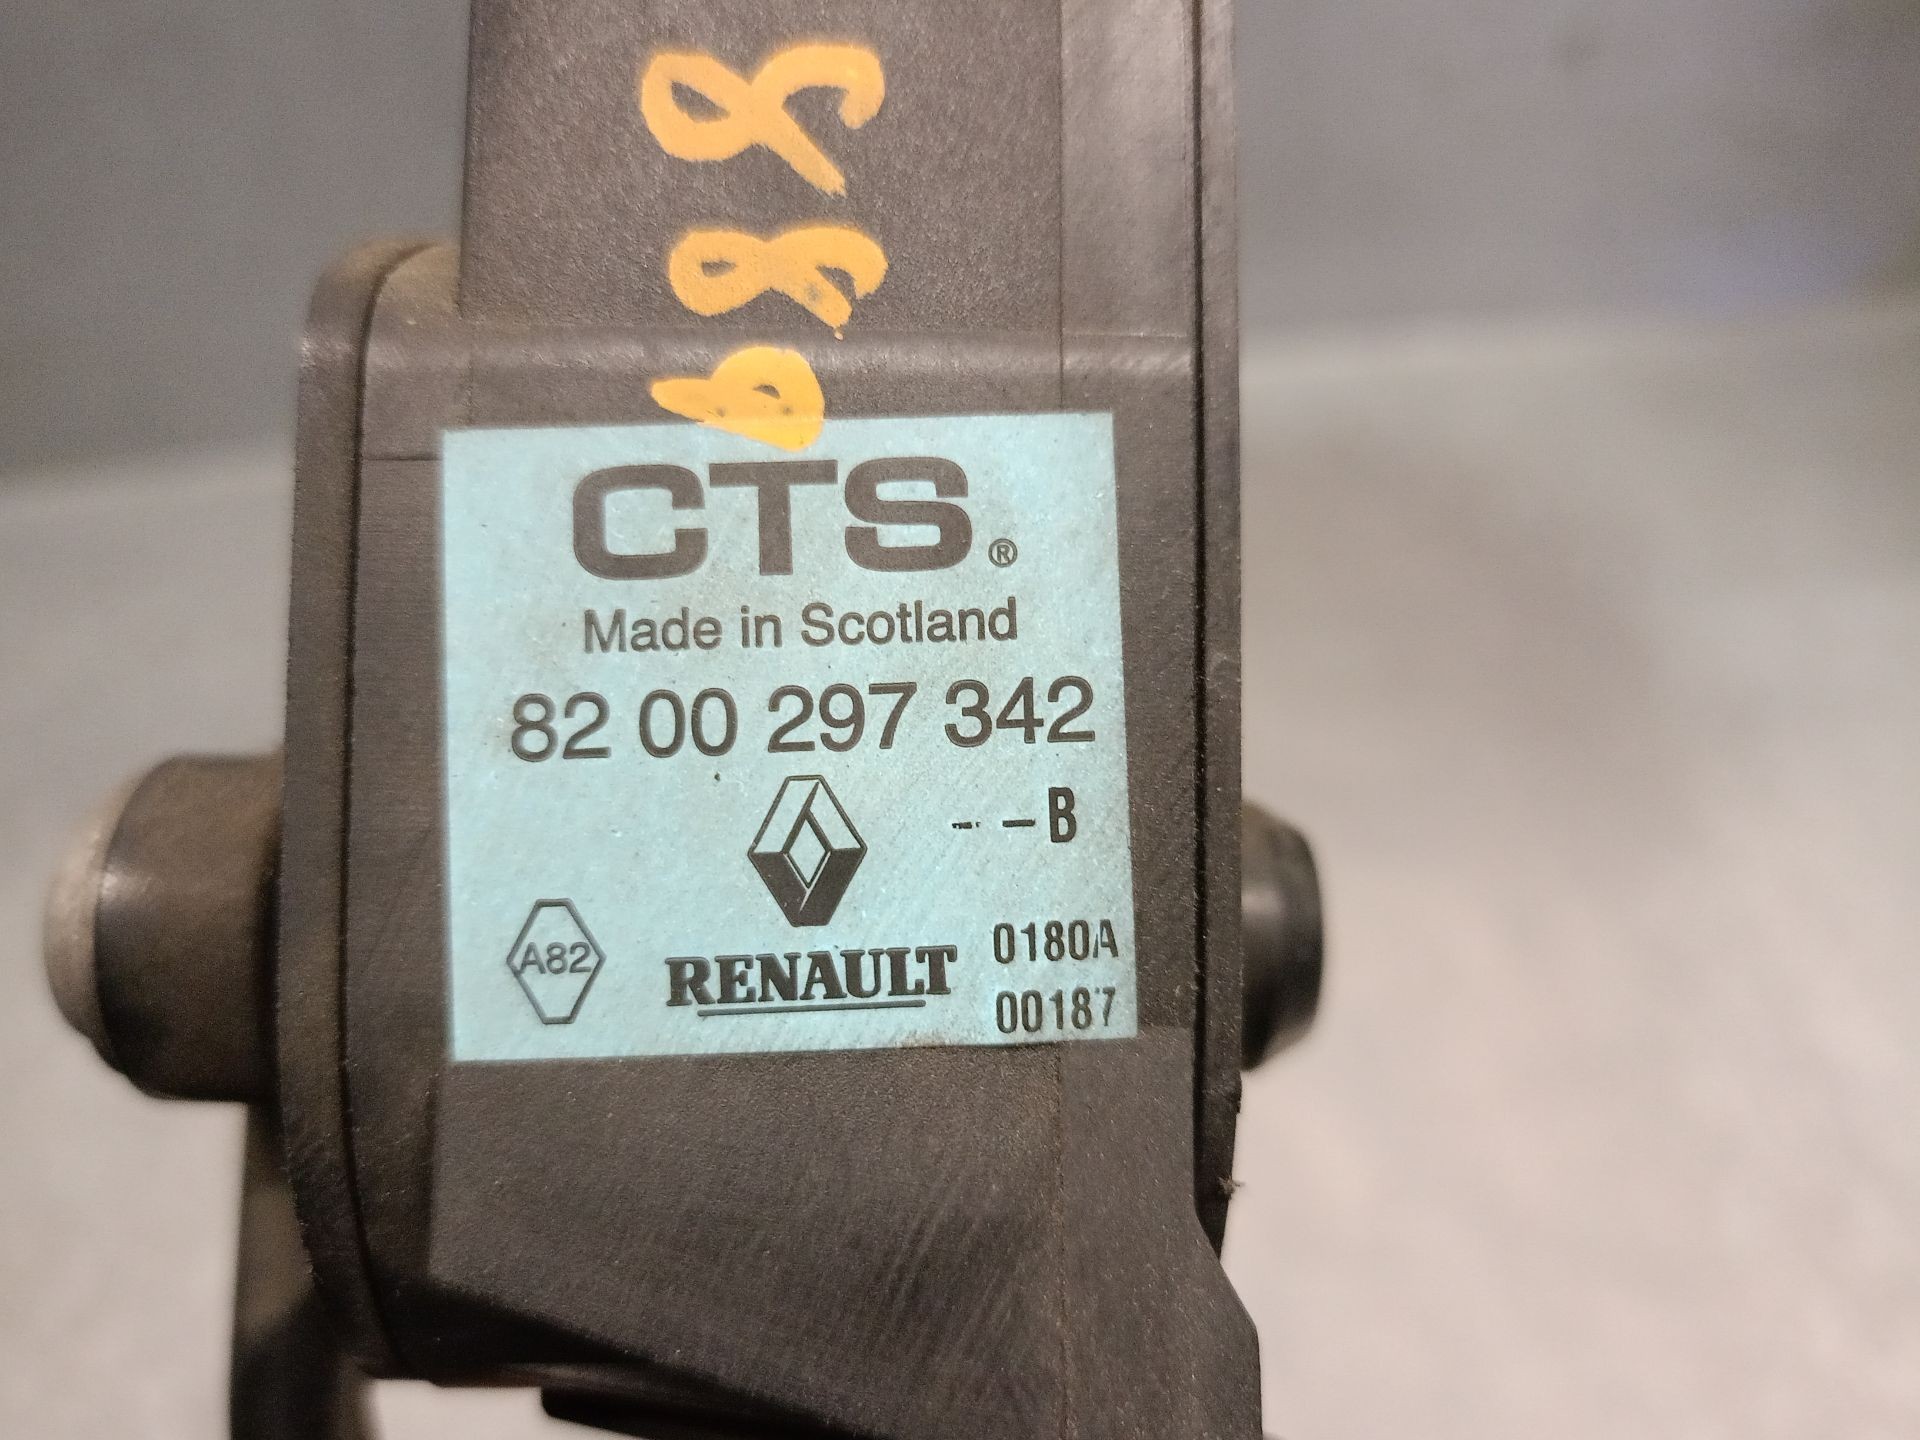 CTS®
Made in Scotland
82 00 297 342
-- -B
A82
RENAULT
0180A
00187